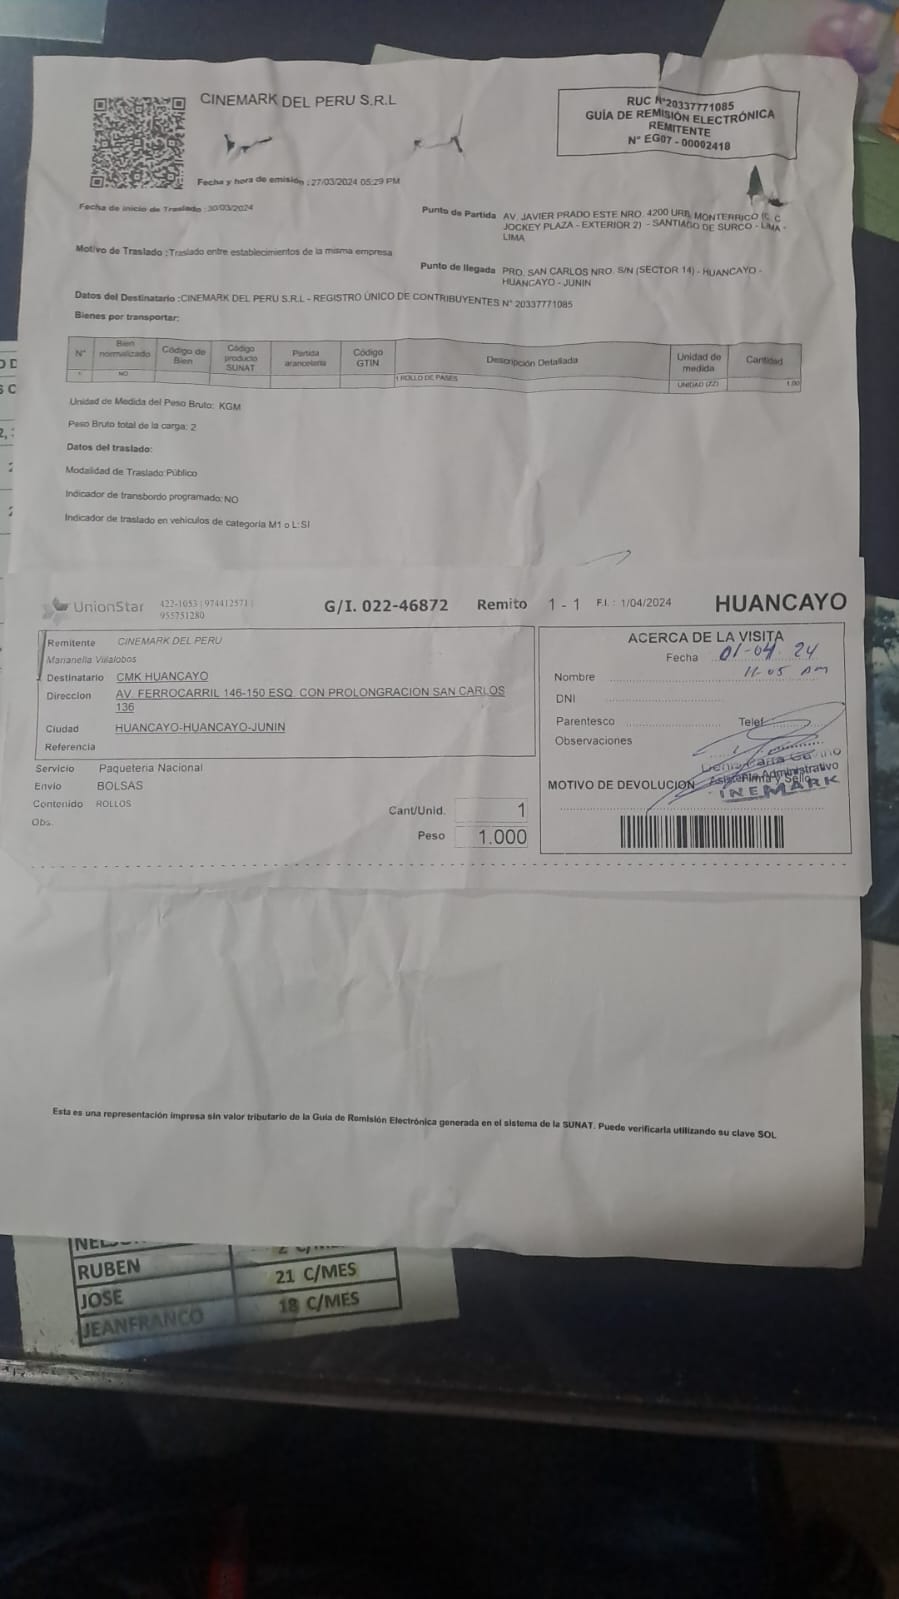 CINEMARK DEL PERU S.R.L
RUC N°20337771085
GUÍA DE REMISIÓN ELECTRÓNICA
REMITENTE
N° EG07 - 00002418
Fecha y hora de emisión : 27/03/2024 05:29 PM
Fecha de inicio de Traslado : 30/03/2024
Punto de Partida AV. JAVIER PRADO ESTE NRO. 4200 URB. MONTERRICO (C. C
JOCKEY PLAZA - EXTERIOR 2) - SANTIAGO DE SURCO - LIMA -
LIMA
Motivo de Traslado : Traslado entre establecimientos de la misma empresa
Punto de llegada PRO. SAN CARLOS NRO. S/N (SECTOR 14) - HUANCAYO -
HUANCAYO - JUNIN
Datos del Destinatario : CINEMARK DEL PERU S.R.L - REGISTRO ÚNICO DE CONTRIBUYENTES N° 20337771085
Bienes por transportar:
N° Bien normalizado Código de Bien Código producto SUNAT Partida arancelaria Código GTIN Descripción Detallada Unidad de medida Cantidad
1 NO 1 ROLLO DE PASES UNIDAD (ZZ) 1.00
Unidad de Medida del Peso Bruto: KGM
Peso Bruto total de la carga: 2
Datos del traslado:
Modalidad de Traslado: Público
Indicador de transbordo programado: NO
Indicador de traslado en vehículos de categoría M1 o L: SI
UnionStar 422-1053 | 974412571 |
955751280
G/I. 022-46872 Remito 1 - 1 F.I. : 1/04/2024 HUANCAYO
Remitente CINEMARK DEL PERU
Marianella Villalobos
Destinatario CMK HUANCAYO
Direccion AV. FERROCARRIL 146-150 ESQ. CON PROLONGRACION SAN CARLOS
136
Ciudad HUANCAYO-HUANCAYO-JUNIN
Referencia
Servicio Paqueteria Nacional
Envio BOLSAS
Contenido ROLLOS
Obs.
Cant/Unid. 1
Peso 1.000
ACERCA DE LA VISITA
Fecha 01-04-24
11:05 AM
Nombre
DNI
Parentesco Telef
Observaciones
Asistente Administrativo
Firma y Sello
MOTIVO DE DEVOLUCION
CINEMARK
Esta es una representación impresa sin valor tributario de la Guía de Remisión Electrónica generada en el sistema de la SUNAT. Puede verificarla utilizando su clave SOL
RUBEN 21 C/MES
JOSE 18 C/MES
JEANFRANCO